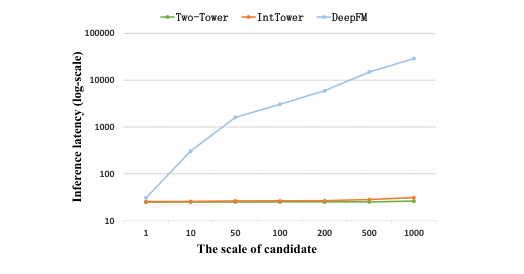 Two-Tower IntTower DeepFM
100000
10000
1000
100
10
Inference latency (log-scale)
1 10 50 100 200 500 1000
The scale of candidate